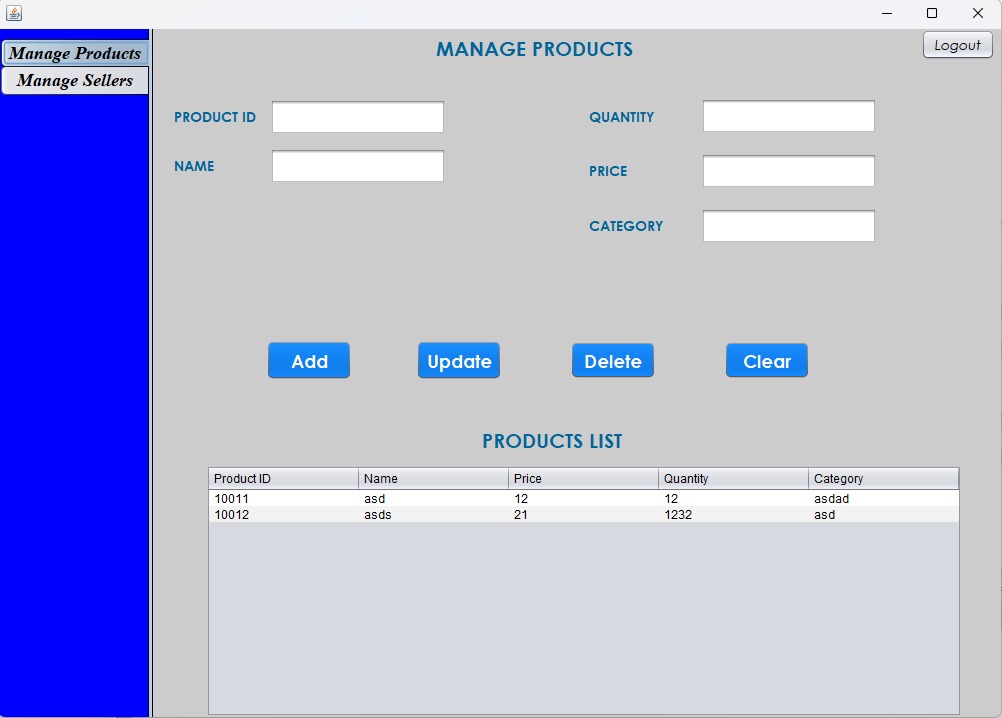 MANAGE PRODUCTS
Logout
Manage Products
Manage Sellers
PRODUCT ID
QUANTITY
NAME
PRICE
CATEGORY
Add Update Delete Clear
PRODUCTS LIST
Product ID Name Price Quantity Category
10011 asd 12 12 asdad
10012 asds 21 1232 asd